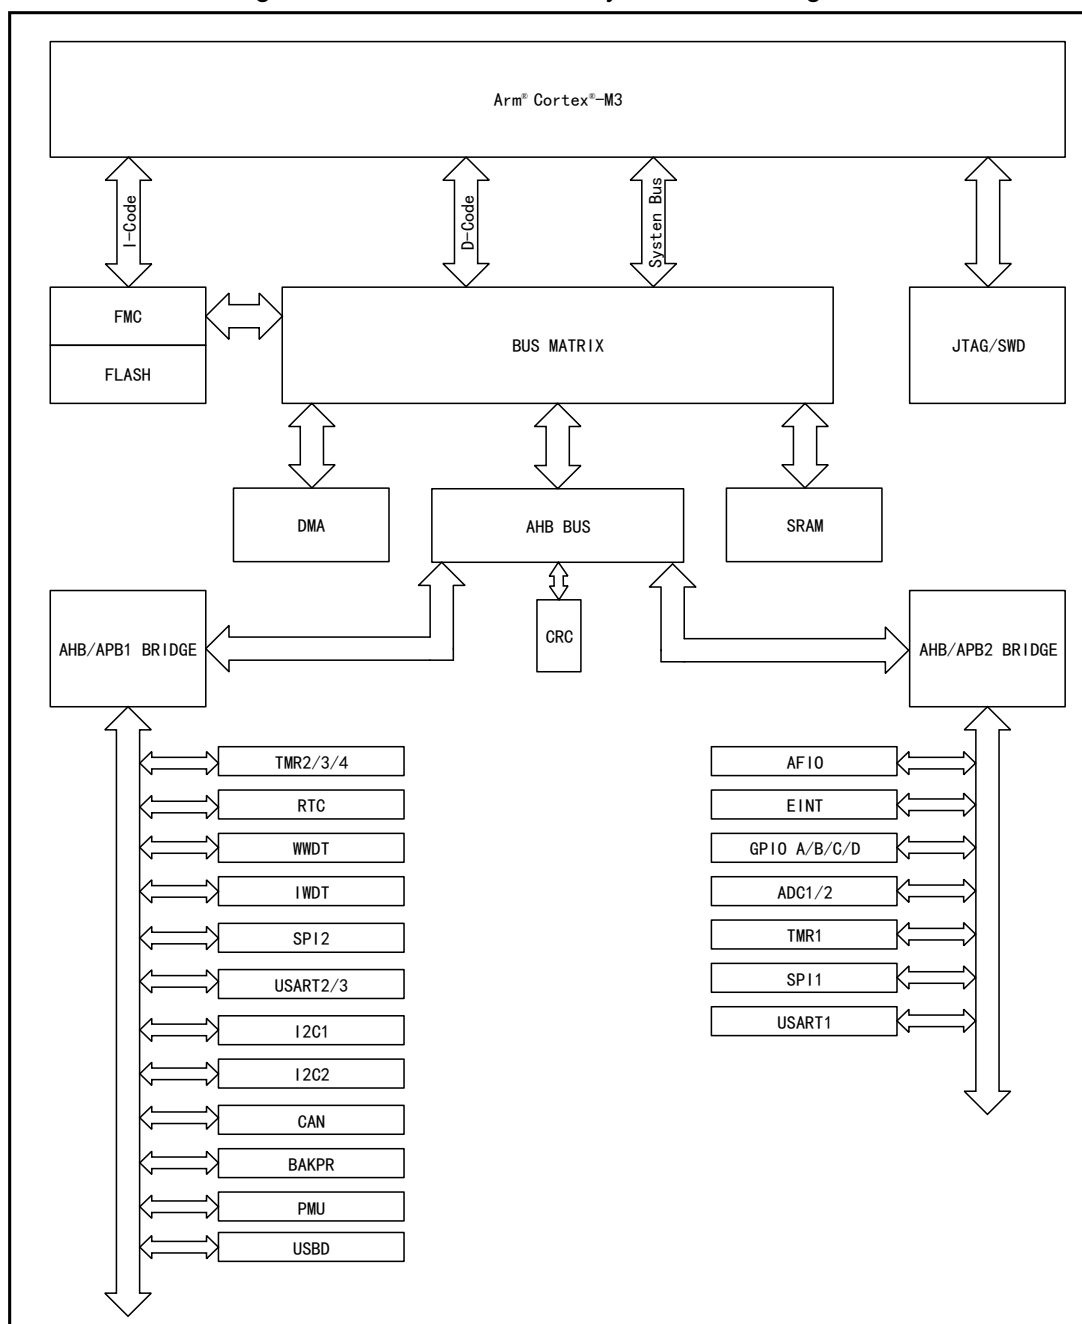 Arm® Cortex®-M3
I-Code
D-Code
Systen Bus
FMC
FLASH
BUS MATRIX
JTAG/SWD
DMA
AHB BUS
SRAM
CRC
AHB/APB1 BRIDGE
AHB/APB2 BRIDGE
TMR2/3/4
RTC
WWDT
IWDT
SPI2
USART2/3
I2C1
I2C2
CAN
BAKPR
PMU
USBD
AFIO
EINT
GPIO A/B/C/D
ADC1/2
TMR1
SPI1
USART1